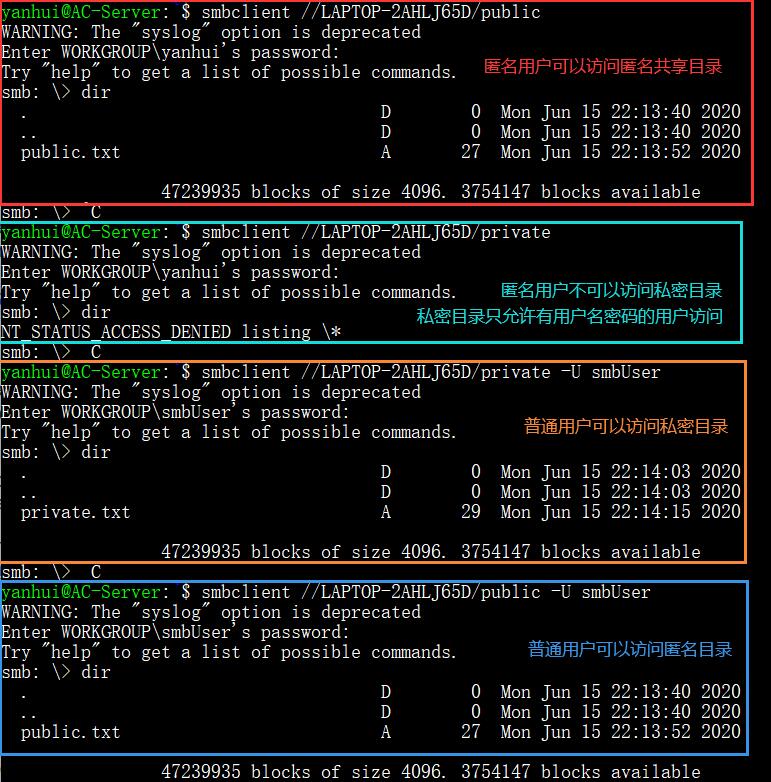 yanhui@AC-Server: $ smbclient //LAPTOP-2AHLJ65D/public
WARNING: The "syslog" option is deprecated
Enter WORKGROUP\yanhui's password:
Try "help" to get a list of possible commands.
匿名用户可以访问匿名共享目录
smb: \> dir
. D 0 Mon Jun 15 22:13:40 2020
.. D 0 Mon Jun 15 22:13:40 2020
public.txt A 27 Mon Jun 15 22:13:52 2020
47239935 blocks of size 4096. 3754147 blocks available
smb: \> C
yanhui@AC-Server: $ smbclient //LAPTOP-2AHLJ65D/private
WARNING: The "syslog" option is deprecated
Enter WORKGROUP\yanhui's password:
Try "help" to get a list of possible commands.
匿名用户不可以访问私密目录
smb: \> dir
私密目录只允许有用户名密码的用户访问
NT_STATUS_ACCESS_DENIED listing \*
smb: \> C
yanhui@AC-Server: $ smbclient //LAPTOP-2AHLJ65D/private -U smbUser
WARNING: The "syslog" option is deprecated
Enter WORKGROUP\smbUser's password:
Try "help" to get a list of possible commands.
普通用户可以访问私密目录
smb: \> dir
. D 0 Mon Jun 15 22:14:03 2020
.. D 0 Mon Jun 15 22:14:03 2020
private.txt A 29 Mon Jun 15 22:14:15 2020
47239935 blocks of size 4096. 3754147 blocks available
smb: \> C
yanhui@AC-Server: $ smbclient //LAPTOP-2AHLJ65D/public -U smbUser
WARNING: The "syslog" option is deprecated
Enter WORKGROUP\smbUser's password:
Try "help" to get a list of possible commands.
普通用户可以访问匿名目录
smb: \> dir
. D 0 Mon Jun 15 22:13:40 2020
.. D 0 Mon Jun 15 22:13:40 2020
public.txt A 27 Mon Jun 15 22:13:52 2020
47239935 blocks of size 4096. 3754147 blocks available